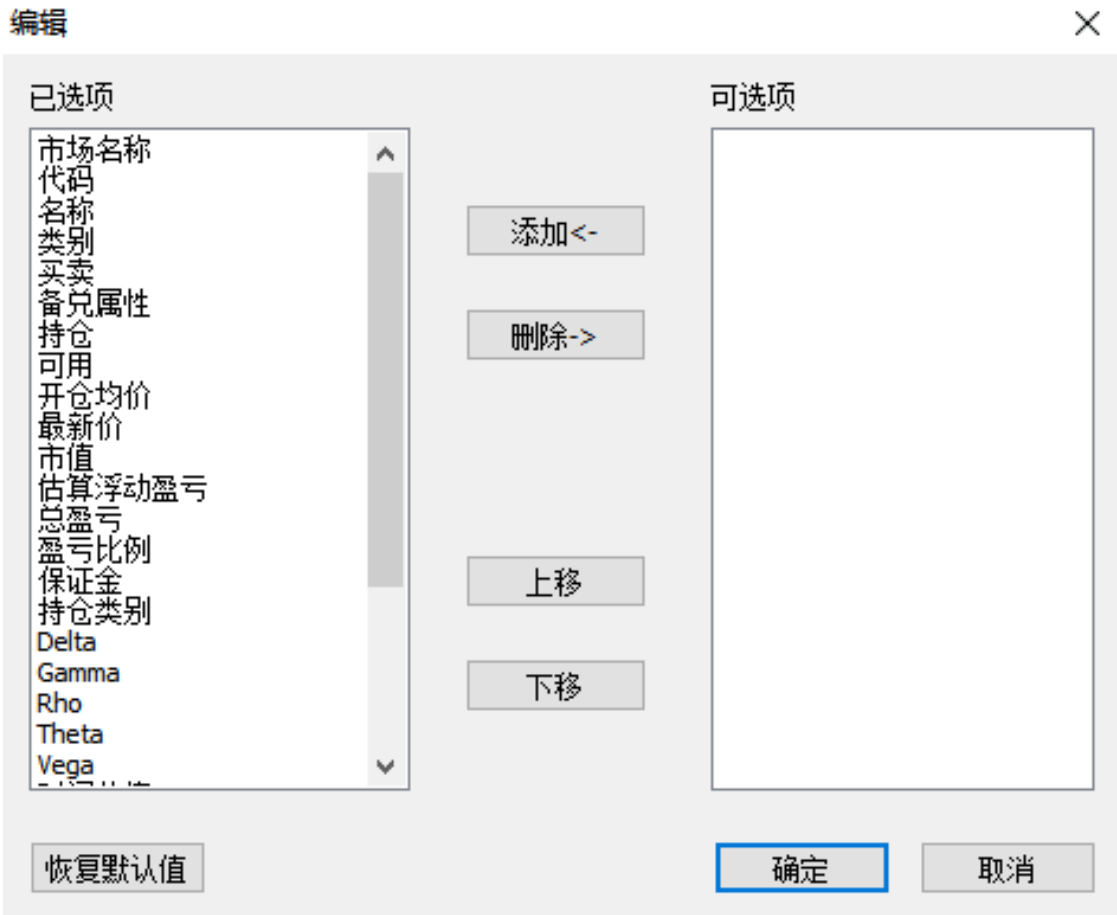 编辑
已选项
可选项
市场名称
代码
名称
类别
买卖
备兑属性
持仓
可用
开仓均价
最新价
市值
估算浮动盈亏
总盈亏
盈亏比例
保证金
持仓类别
Delta
Gamma
Rho
Theta
Vega
添加<-
删除->
上移
下移
恢复默认值
确定
取消